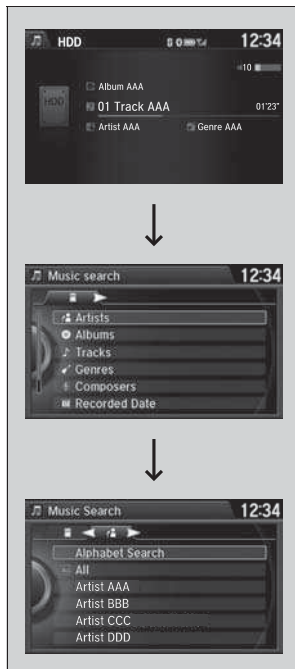 HDD 12:34
10
Album AAA
HDD
01 Track AAA 01'23"
Artist AAA Genre AAA
Music search 12:34
Artists
Albums
Tracks
Genres
Composers
Recorded Date
Music Search 12:34
Alphabet Search
All
Artist AAA
Artist BBB
Artist CCC
Artist DDD